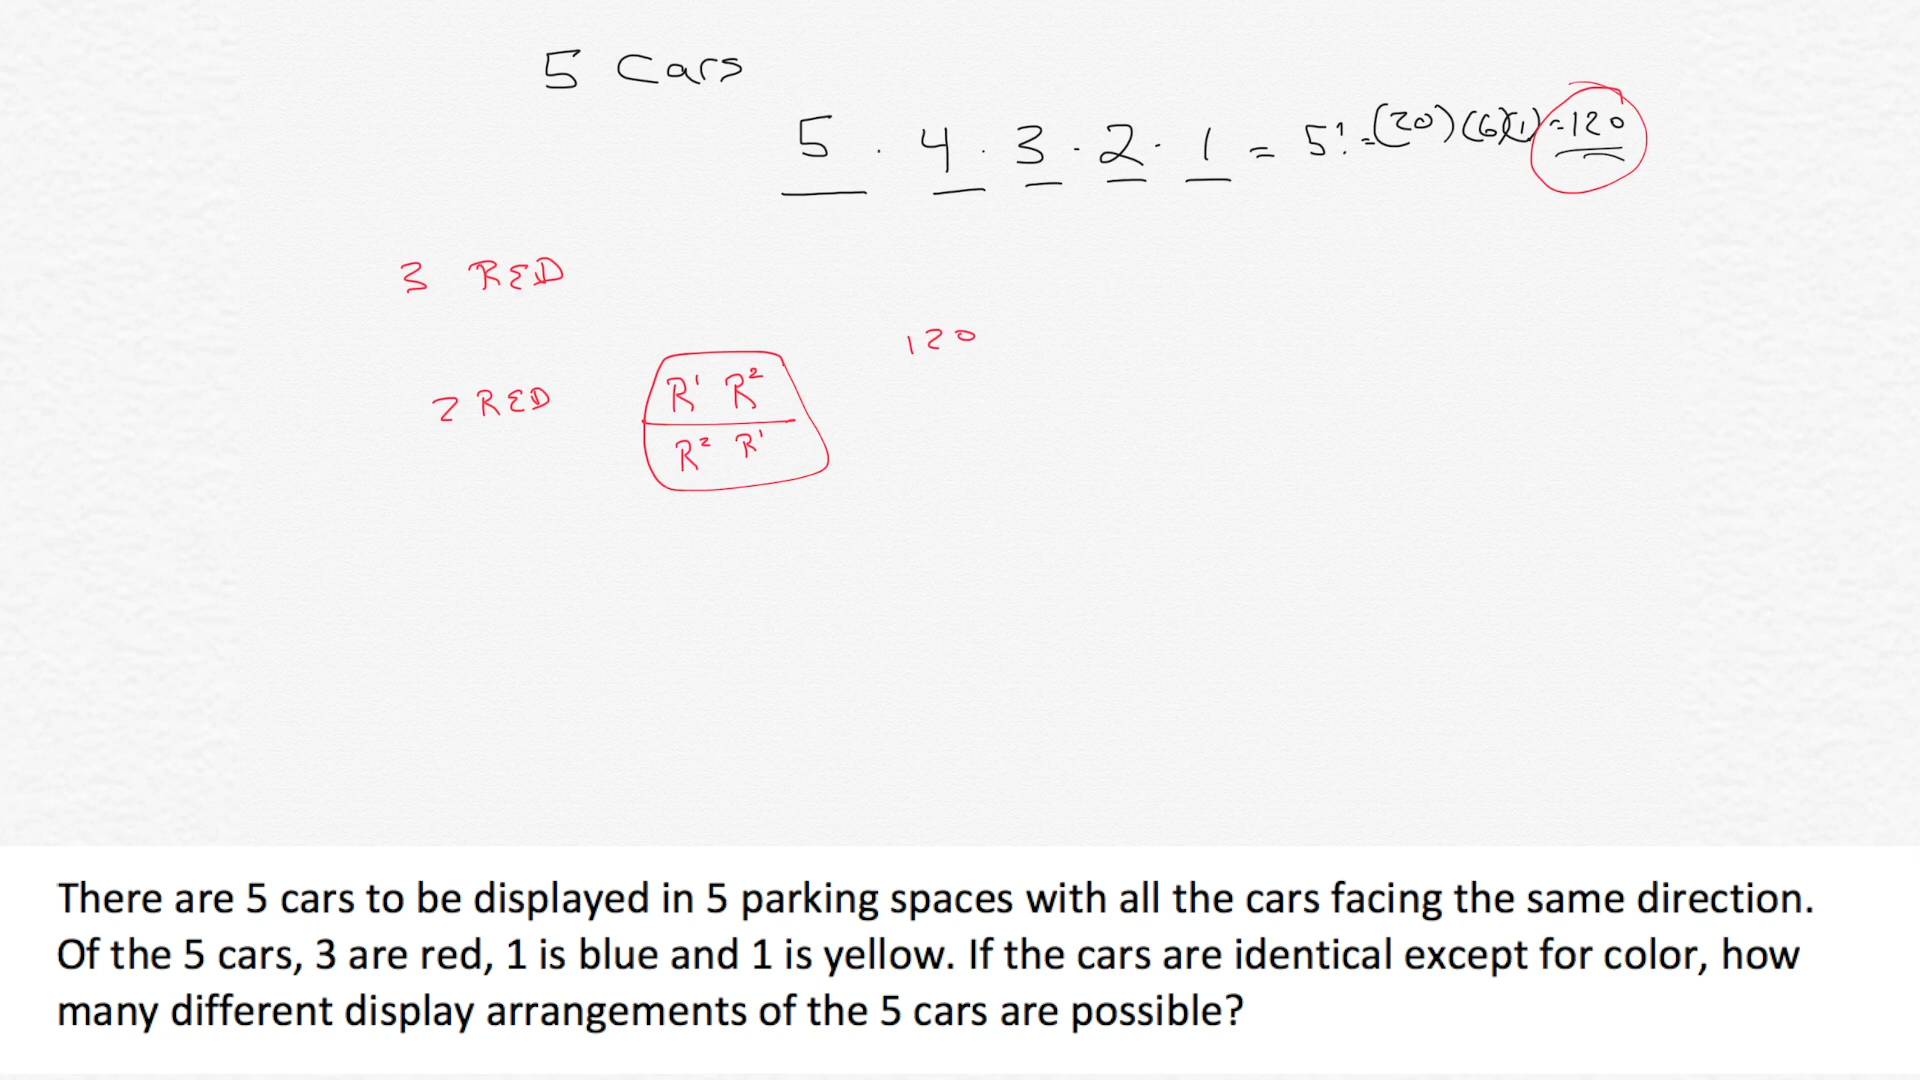 5 Cars
5 · 4 · 3 · 2 · 1 = 5! = (20)(6)(1) = 120
3 RED
120
2 RED
R¹ R²
R² R¹
There are 5 cars to be displayed in 5 parking spaces with all the cars facing the same direction.
Of the 5 cars, 3 are red, 1 is blue and 1 is yellow. If the cars are identical except for color, how
many different display arrangements of the 5 cars are possible?